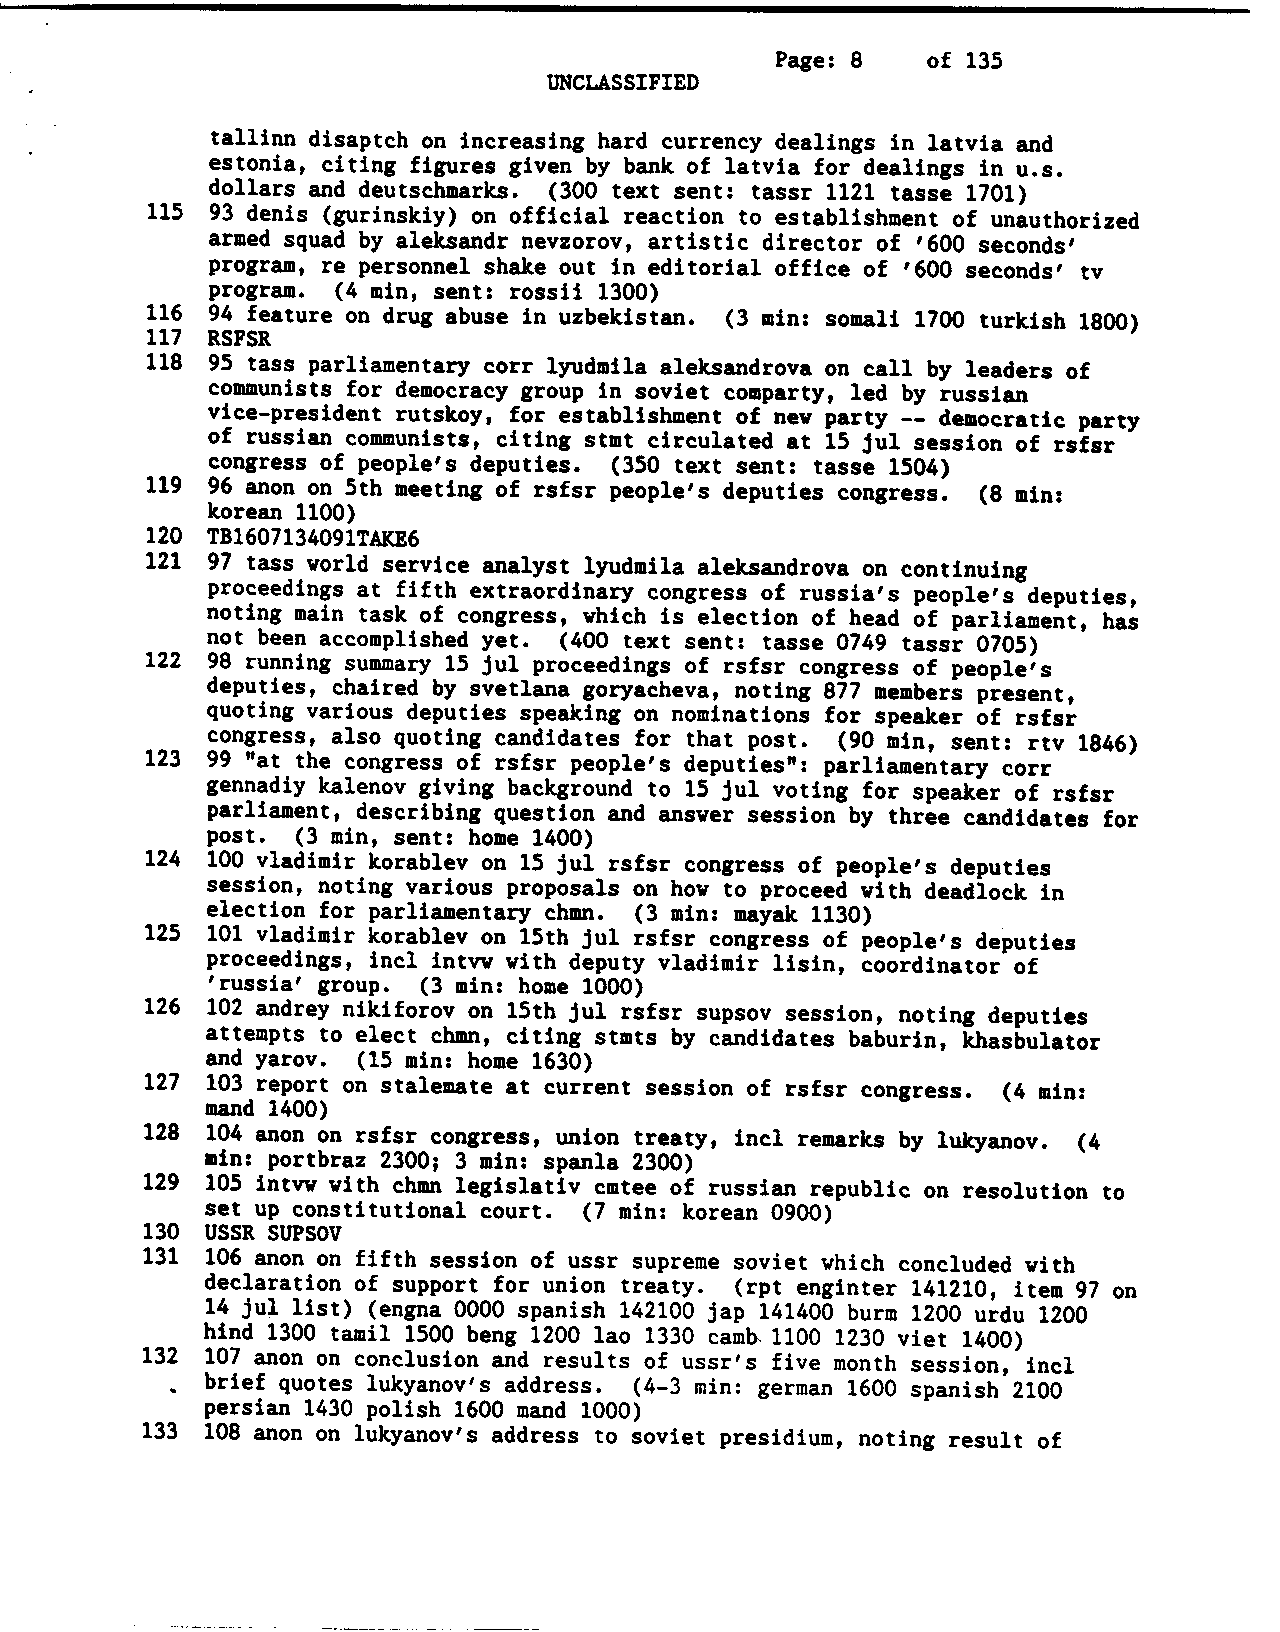 Page: 8 of 135
UNCLASSIFIED
tallinn disaptch on increasing hard currency dealings in latvia and
estonia, citing figures given by bank of latvia for dealings in u.s.
dollars and deutschmarks. (300 text sent: tassr 1121 tasse 1701)
115 93 denis (gurinskiy) on official reaction to establishment of unauthorized
armed squad by aleksandr nevzorov, artistic director of '600 seconds'
program, re personnel shake out in editorial office of '600 seconds' tv
program. (4 min, sent: rossii 1300)
116 94 feature on drug abuse in uzbekistan. (3 min: somali 1700 turkish 1800)
117 RSFSR
118 95 tass parliamentary corr lyudmila aleksandrova on call by leaders of
communists for democracy group in soviet comparty, led by russian
vice-president rutskoy, for establishment of new party -- democratic party
of russian communists, citing stmt circulated at 15 jul session of rsfsr
congress of people's deputies. (350 text sent: tasse 1504)
119 96 anon on 5th meeting of rsfsr people's deputies congress. (8 min:
korean 1100)
120 TB1607134091TAKE6
121 97 tass world service analyst lyudmila aleksandrova on continuing
proceedings at fifth extraordinary congress of russia's people's deputies,
noting main task of congress, which is election of head of parliament, has
not been accomplished yet. (400 text sent: tasse 0749 tassr 0705)
122 98 running summary 15 jul proceedings of rsfsr congress of people's
deputies, chaired by svetlana goryacheva, noting 877 members present,
quoting various deputies speaking on nominations for speaker of rsfsr
congress, also quoting candidates for that post. (90 min, sent: rtv 1846)
123 99 "at the congress of rsfsr people's deputies": parliamentary corr
gennadiy kalenov giving background to 15 jul voting for speaker of rsfsr
parliament, describing question and answer session by three candidates for
post. (3 min, sent: home 1400)
124 100 vladimir korablev on 15 jul rsfsr congress of people's deputies
session, noting various proposals on how to proceed with deadlock in
election for parliamentary chmn. (3 min: mayak 1130)
125 101 vladimir korablev on 15th jul rsfsr congress of people's deputies
proceedings, incl intvw with deputy vladimir lisin, coordinator of
'russia' group. (3 min: home 1000)
126 102 andrey nikiforov on 15th jul rsfsr supsov session, noting deputies
attempts to elect chmn, citing stmts by candidates baburin, khasbulator
and yarov. (15 min: home 1630)
127 103 report on stalemate at current session of rsfsr congress. (4 min:
mand 1400)
128 104 anon on rsfsr congress, union treaty, incl remarks by lukyanov. (4
min: portbraz 2300; 3 min: spanla 2300)
129 105 intvw with chmn legislativ cmtee of russian republic on resolution to
set up constitutional court. (7 min: korean 0900)
130 USSR SUPSOV
131 106 anon on fifth session of ussr supreme soviet which concluded with
declaration of support for union treaty. (rpt enginter 141210, item 97 on
14 jul list) (engna 0000 spanish 142100 jap 141400 burm 1200 urdu 1200
hind 1300 tamil 1500 beng 1200 lao 1330 camb 1100 1230 viet 1400)
132 107 anon on conclusion and results of ussr's five month session, incl
brief quotes lukyanov's address. (4-3 min: german 1600 spanish 2100
persian 1430 polish 1600 mand 1000)
133 108 anon on lukyanov's address to soviet presidium, noting result of